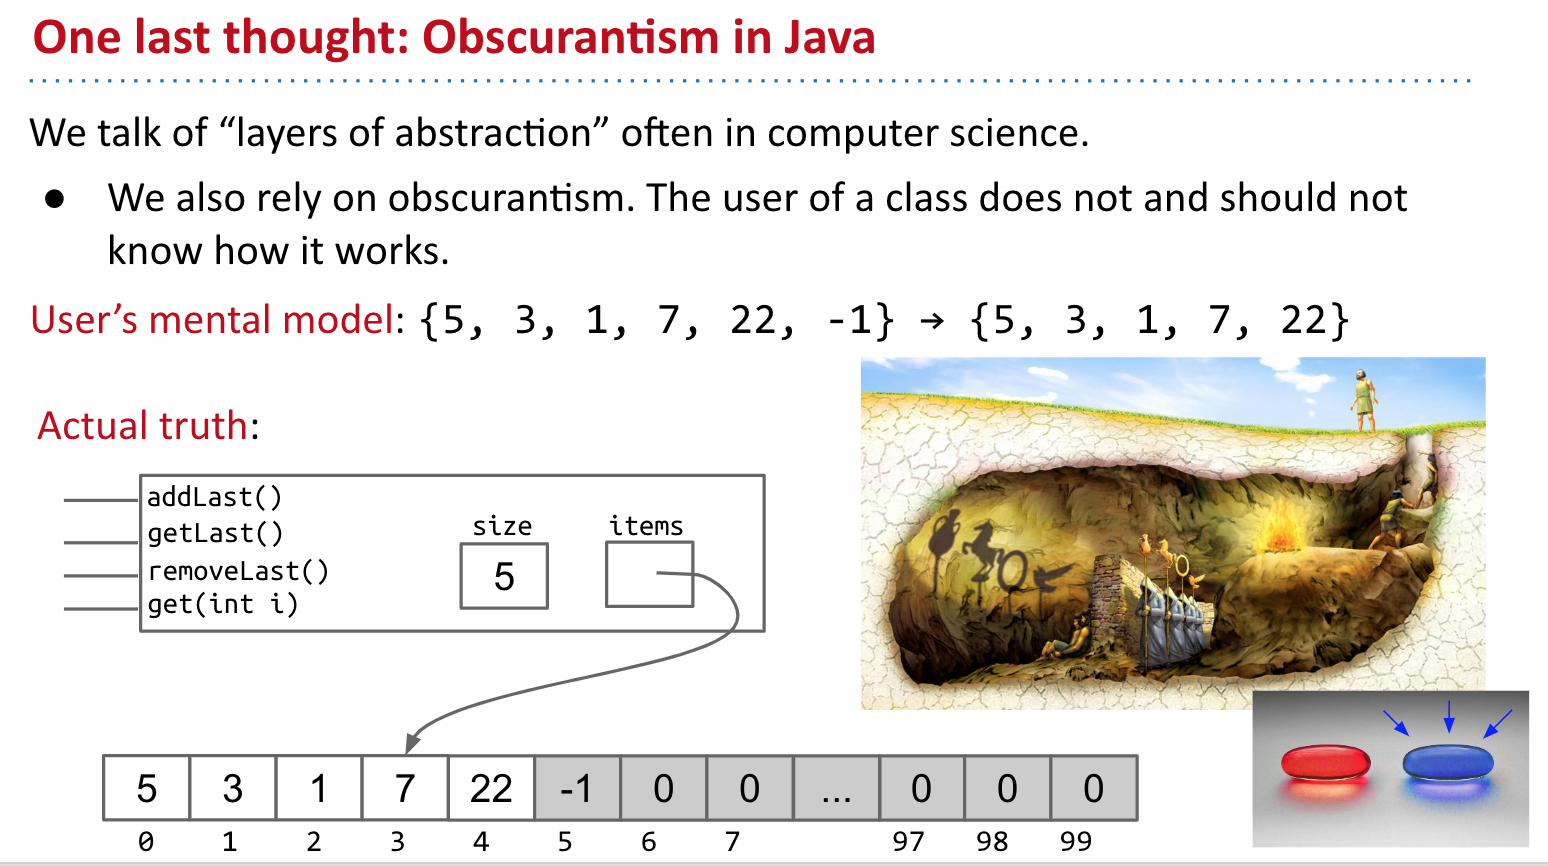 One last thought: Obscurantism in Java
We talk of “layers of abstraction” often in computer science.
● We also rely on obscurantism. The user of a class does not and should not
know how it works.
User’s mental model: {5, 3, 1, 7, 22, -1} → {5, 3, 1, 7, 22}
Actual truth:
addLast()
getLast()
removeLast()
get(int i)
size
5
items
5 3 1 7 22 -1 0 0 ... 0 0 0
0 1 2 3 4 5 6 7 97 98 99